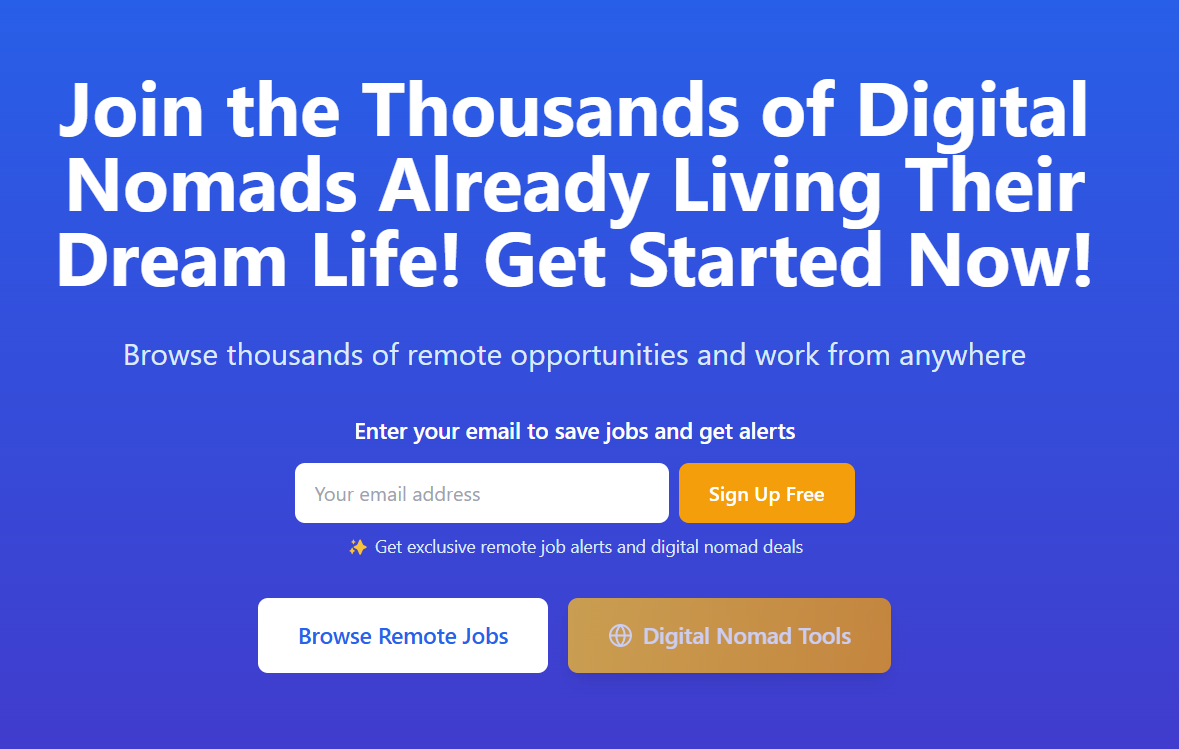 Join the Thousands of Digital
Nomads Already Living Their
Dream Life! Get Started Now!
Browse thousands of remote opportunities and work from anywhere
Enter your email to save jobs and get alerts
Your email address
Sign Up Free
✨ Get exclusive remote job alerts and digital nomad deals
Browse Remote Jobs
Digital Nomad Tools